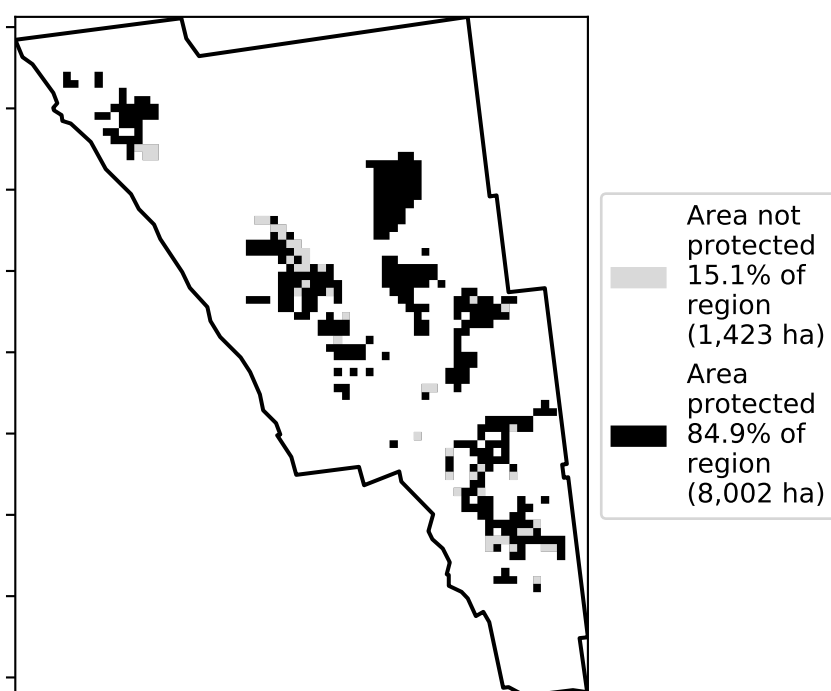 Area not
protected
15.1% of
region
(1,423 ha)
Area
protected
84.9% of
region
(8,002 ha)